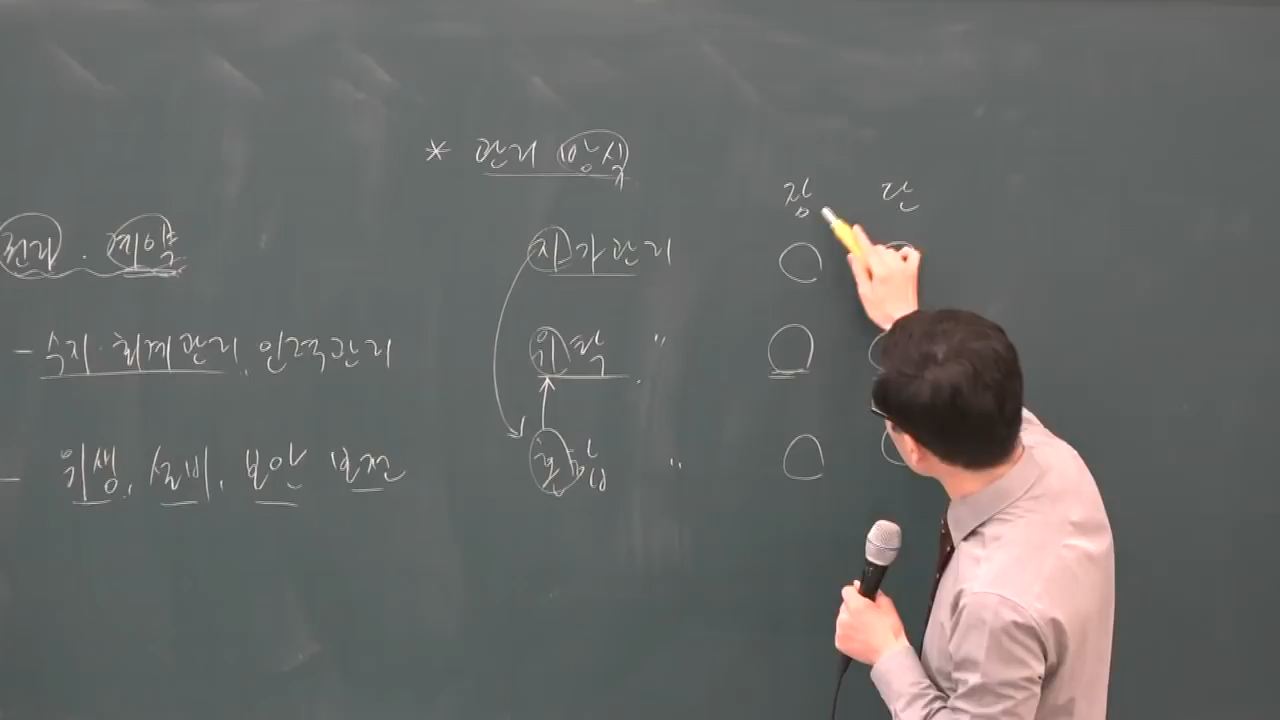 * 관리 방식
장 단
권리 · 계약
자가관리
- 수지·회계관리, 인력관리
위탁 〃
- 위생, 설비, 보안 보전
혼합 〃